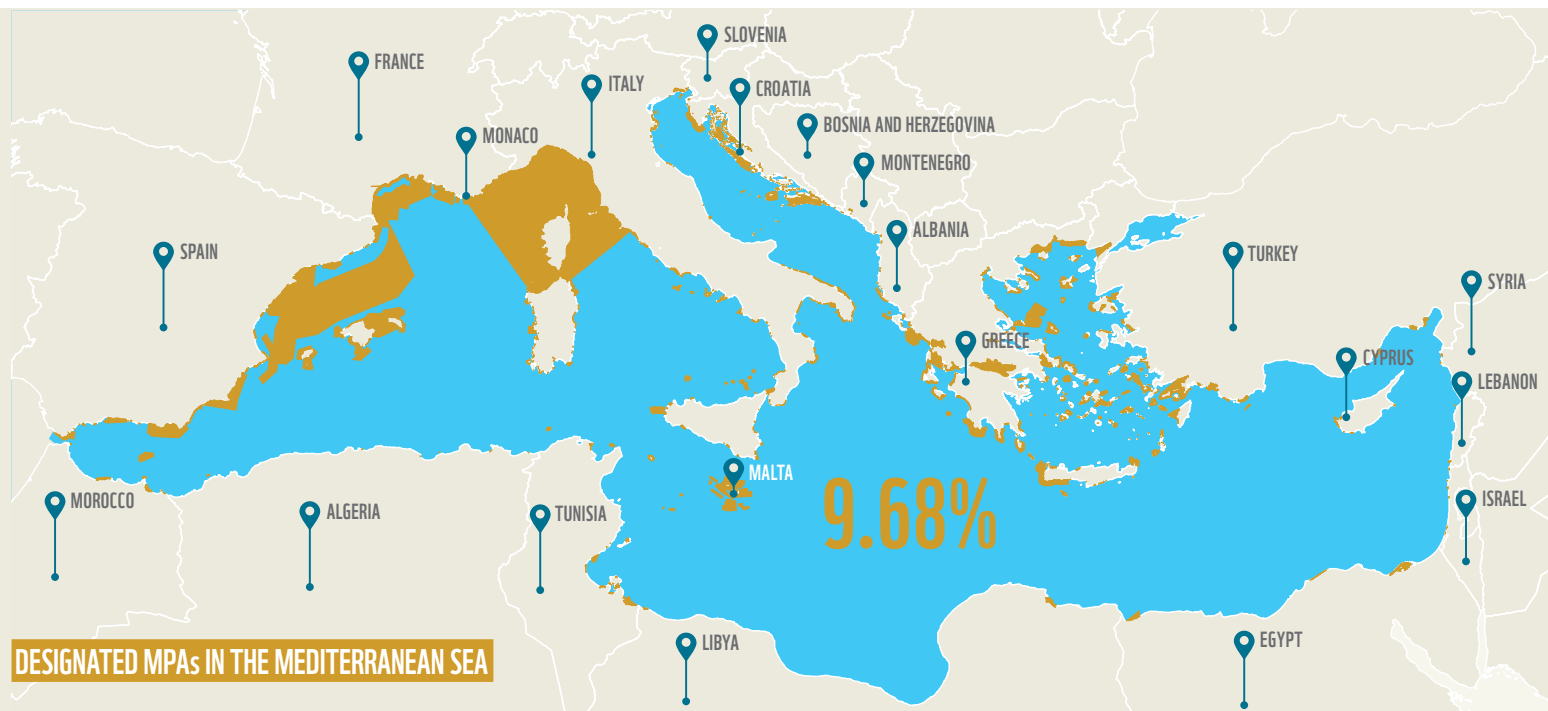 SLOVENIA
FRANCE
ITALY
CROATIA
BOSNIA AND HERZEGOVINA
MONACO
MONTENEGRO
ALBANIA
SPAIN
TURKEY
SYRIA
GREECE
CYPRUS
LEBANON
MALTA
MOROCCO
ALGERIA
TUNISIA
9.68%
ISRAEL
LIBYA
EGYPT
DESIGNATED MPAs IN THE MEDITERRANEAN SEA